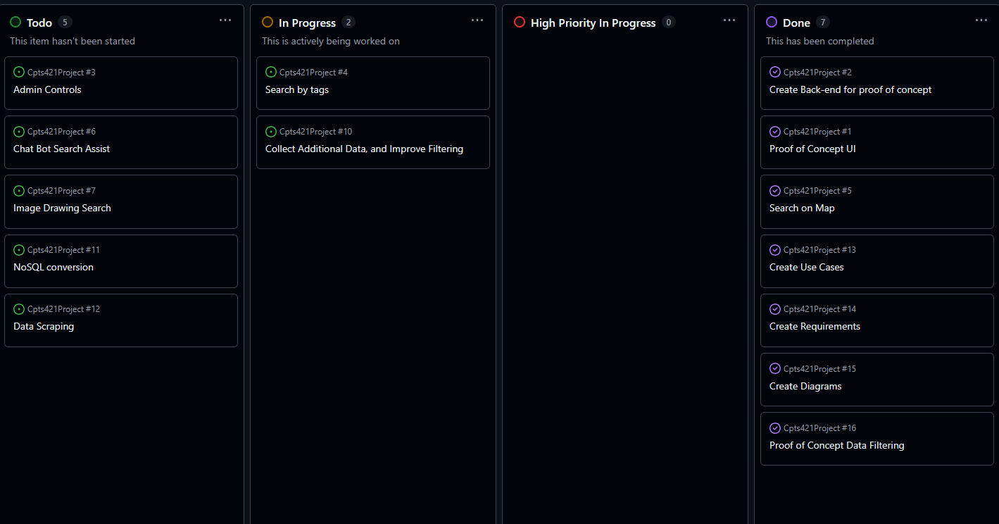 Todo 5
This item hasn't been started
Cpts421Project #3
Admin Controls
Cpts421Project #6
Chat Bot Search Assist
Cpts421Project #7
Image Drawing Search
Cpts421Project #11
NoSQL conversion
Cpts421Project #12
Data Scraping
In Progress 2
This is actively being worked on
Cpts421Project #4
Search by tags
Cpts421Project #10
Collect Additional Data, and Improve Filtering
High Priority In Progress 0
Done 7
This has been completed
Cpts421Project #2
Create Back-end for proof of concept
Cpts421Project #1
Proof of Concept UI
Cpts421Project #5
Search on Map
Cpts421Project #13
Create Use Cases
Cpts421Project #14
Create Requirements
Cpts421Project #15
Create Diagrams
Cpts421Project #16
Proof of Concept Data Filtering